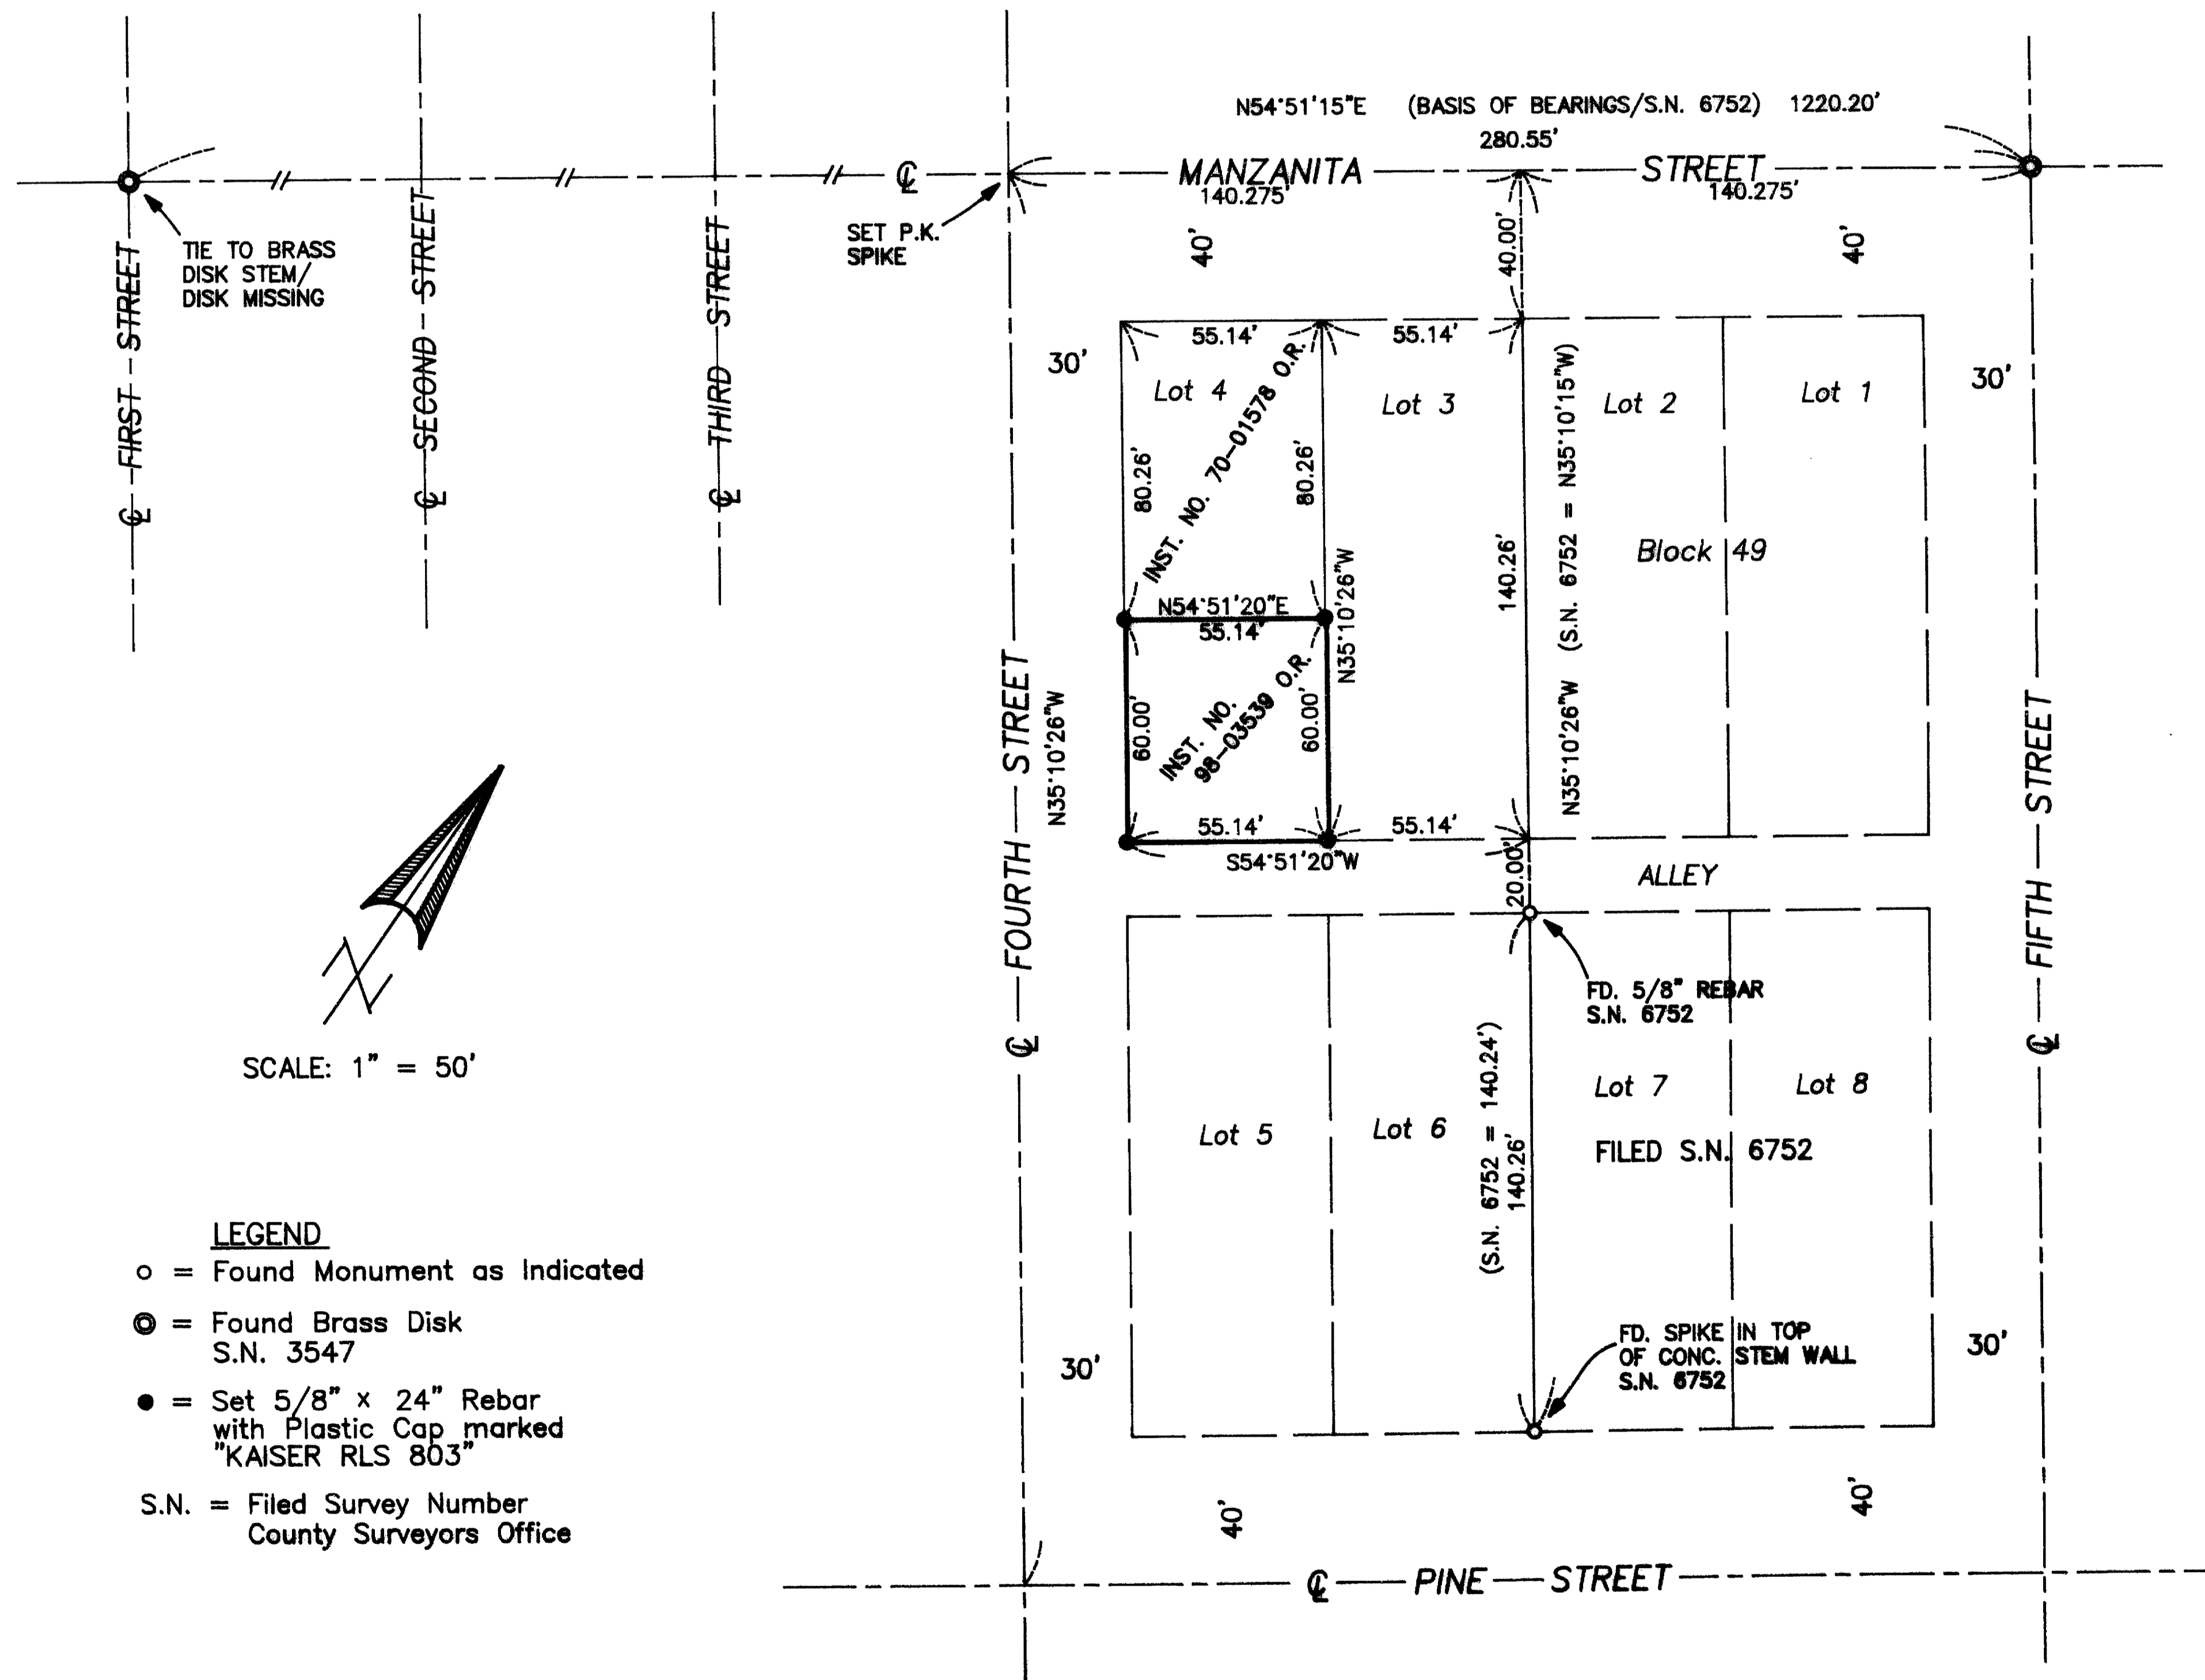 N54°51'15"E (BASIS OF BEARINGS/S.N. 6752) 1220.20'
280.55'
℄ MANZANITA STREET
140.275'
140.275'
SET P.K.
SPIKE
TIE TO BRASS
DISK STEM/
DISK MISSING
℄ FIRST STREET
℄ SECOND STREET
℄ THIRD STREET
40'
40.00'
40'
30'
55.14'
55.14'
30'
Lot 4
Lot 3
Lot 2
Lot 1
INST. NO. 70-01578 O.R.
80.26'
80.26'
N35°10'26"W
140.26'
N35°10'26"W (S.N. 6752 = N35°10'15"W)
Block 49
N54°51'20"E
55.14'
60.00'
INST. NO.
98-03539 O.R.
60.00'
℄ FOURTH STREET
N35°10'26"W
℄ FIFTH STREET
55.14'
55.14'
S54°51'20"W
20.00'
ALLEY
FD. 5/8" REBAR
S.N. 6752
N
SCALE: 1" = 50'
(S.N. 6752 = 140.24')
140.26'
Lot 5
Lot 6
Lot 7
Lot 8
FILED S.N. 6752
FD. SPIKE IN TOP
OF CONC. STEM WALL
S.N. 6752
30'
30'
40'
40'
℄ PINE STREET
LEGEND
○ = Found Monument as Indicated
◎ = Found Brass Disk
S.N. 3547
● = Set 5/8" x 24" Rebar
with Plastic Cap marked
"KAISER RLS 803"
S.N. = Filed Survey Number
County Surveyors Office